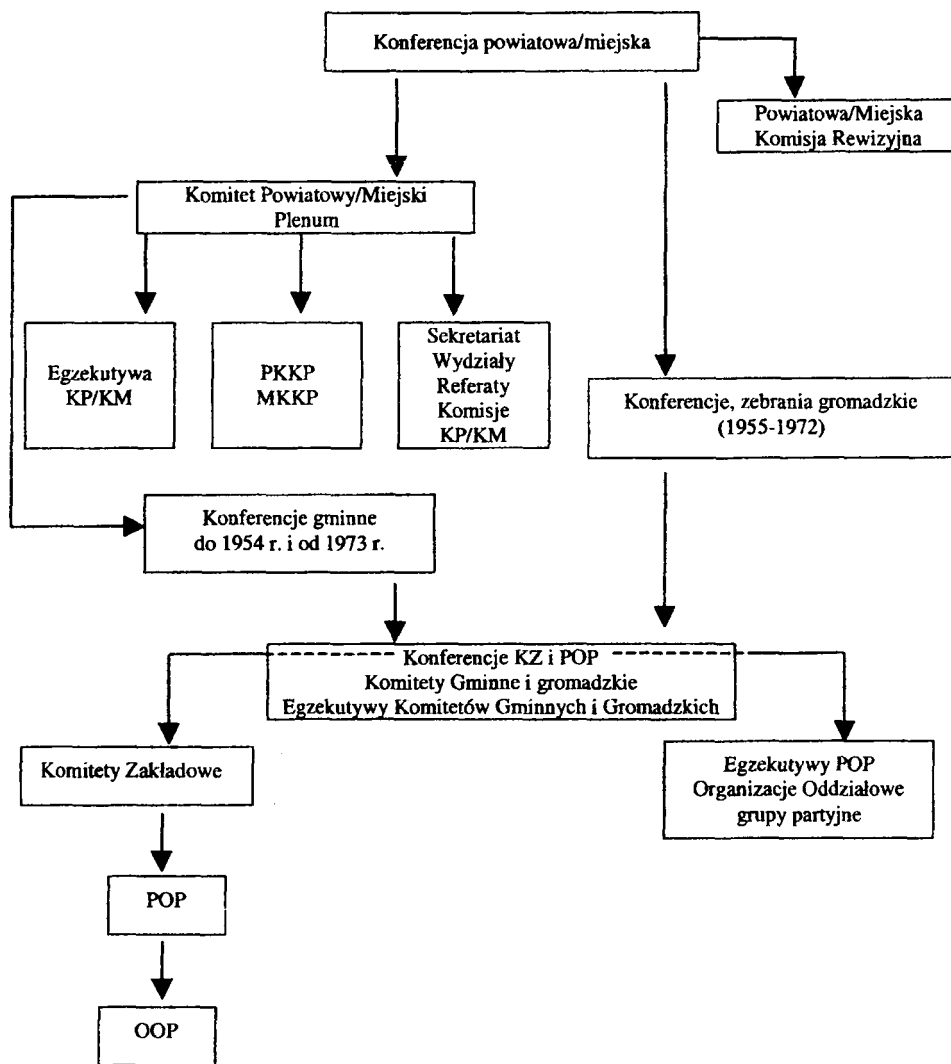 Konferencja powiatowa/miejska
Powiatowa/Miejska
Komisja Rewizyjna
Komitet Powiatowy/Miejski
Plenum
Egzekutywa
KP/KM
PKKP
MKKP
Sekretariat
Wydziały
Referaty
Komisje
KP/KM
Konferencje, zebrania gromadzkie
(1955-1972)
Konferencje gminne
do 1954 r. i od 1973 r.
Konferencje KZ i POP
Komitety Gminne i gromadzkie
Egzekutywy Komitetów Gminnych i Gromadzkich
Komitety Zakładowe
Egzekutywy POP
Organizacje Oddziałowe
grupy partyjne
POP
OOP